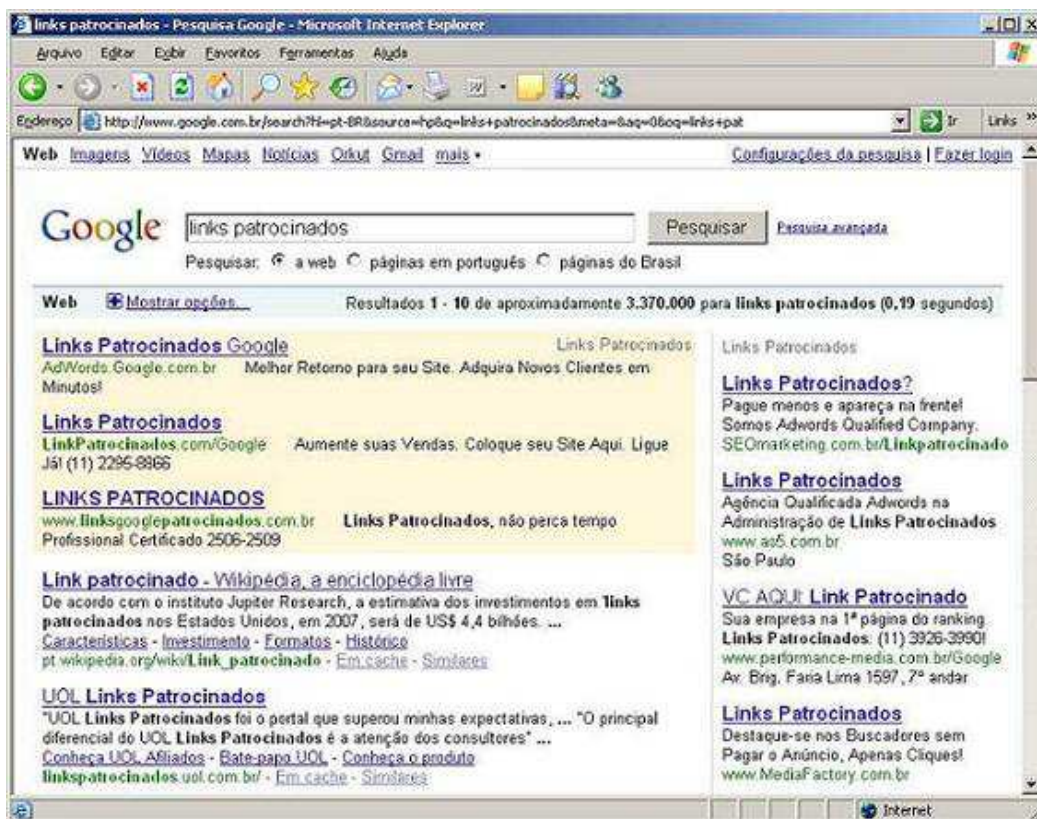 links patrocinados - Pesquisa Google - Microsoft Internet Explorer
Arquivo Editar Exibir Favoritos Ferramentas Ajuda
Endereço http://www.google.com.br/search?hl=pt-BR&source=hp&q=links+patrocinados&meta=&aq=0&oq=links+pat Ir Links »
Web Imagens Vídeos Mapas Notícias Orkut Gmail mais Configurações da pesquisa | Fazer login
Google links patrocinados Pesquisar Pesquisa avançada
Pesquisar: a web páginas em português páginas do Brasil
Web Mostrar opções... Resultados 1 - 10 de aproximadamente 3.370.000 para links patrocinados (0,19 segundos)
Links Patrocinados Google Links Patrocinados
AdWords.Google.com.br Melhor Retorno para seu Site. Adquira Novos Clientes em
Minutos!
Links Patrocinados
LinkPatrocinados.com/Google Aumente suas Vendas. Coloque seu Site Aqui. Ligue
Já! (11) 2295-8866
LINKS PATROCINADOS
www.linksgooglepatrocinados.com.br Links Patrocinados, não perca tempo
Profissional Certificado 2506-2509
Link patrocinado - Wikipédia, a enciclopédia livre
De acordo com o instituto Jupiter Research, a estimativa dos investimentos em 'links
patrocinados nos Estados Unidos, em 2007, será de US$ 4,4 bilhões. ...
Características - Investimento - Formatos - Histórico
pt.wikipedia.org/wiki/Link_patrocinado - Em cache - Similares
UOL Links Patrocinados
"UOL Links Patrocinados foi o portal que superou minhas expectativas, ... "O principal
diferencial do UOL Links Patrocinados é a atenção dos consultores" ...
Conheça UOL Afiliados - Bate-papo UOL - Conheça o produto
linkspatrocinados.uol.com.br/ - Em cache - Similares
Links Patrocinados
Links Patrocinados?
Pague menos e apareça na frente!
Somos Adwords Qualified Company.
SEOmarketing.com.br/Linkpatrocinado
Links Patrocinados
Agência Qualificada Adwords na
Administração de Links Patrocinados
www.as5.com.br
São Paulo
VC AQUI: Link Patrocinado
Sua empresa na 1ª página do ranking
Links Patrocinados: (11) 3926-3990!
www.performance-media.com.br/Google
Av. Brig. Faria Lima 1597, 7º andar
Links Patrocinados
Destaque-se nos Buscadores sem
Pagar o Anúncio, Apenas Cliques!
www.MediaFactory.com.br
Internet